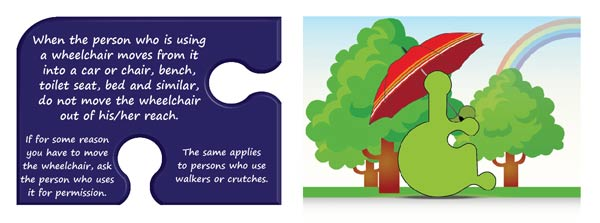 When the person who is using
a wheelchair moves from it
into a car or chair, bench,
toilet seat, bed and similar,
do not move the wheelchair
out of his/her reach.
If for some reason
you have to move
the wheelchair, ask
the person who uses
it for permission.
The same applies
to persons who use
walkers or crutches.